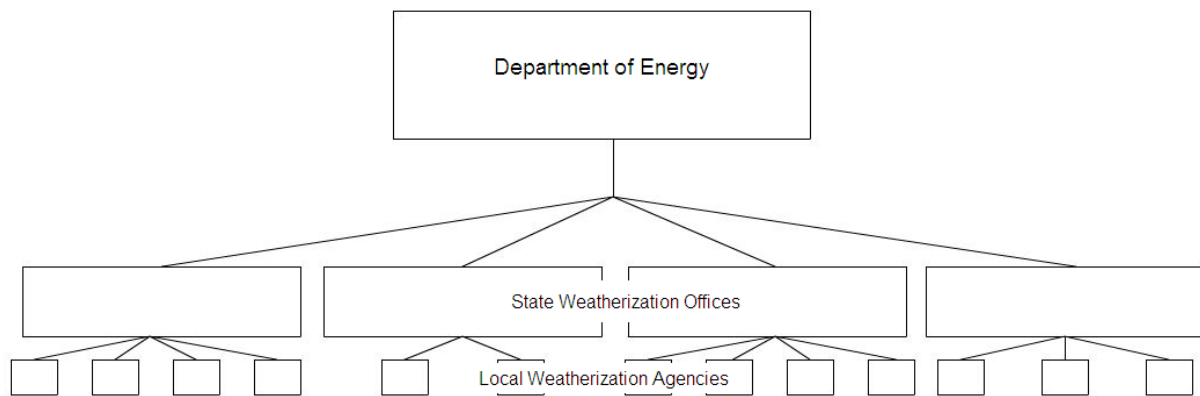 Department of Energy
State Weatherization Offices
Local Weatherization Agencies